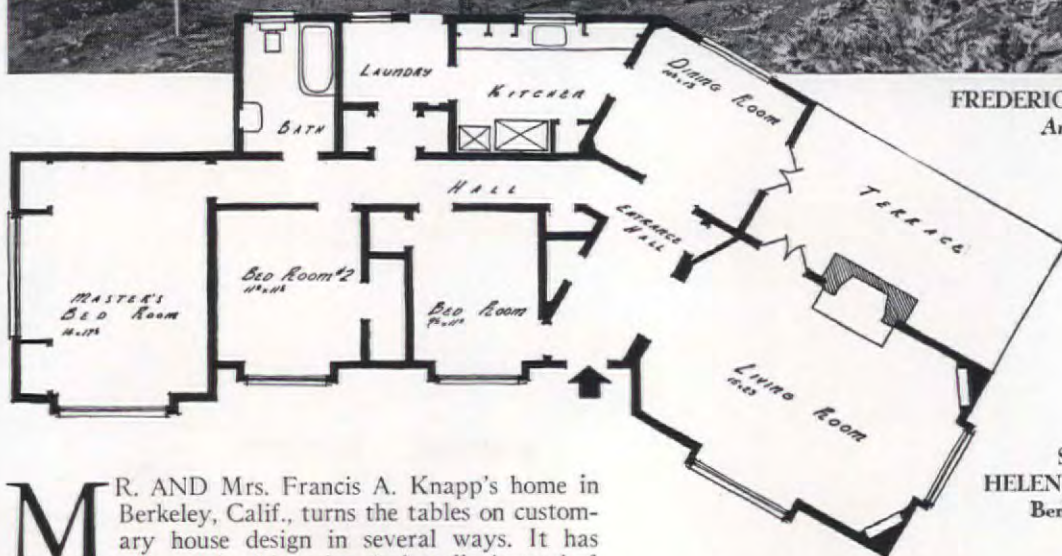 LAUNDRY
KITCHEN
DINING ROOM
BATH
HALL
TERRACE
ENTRANCE HALL
MASTER'S BED ROOM
BED ROOM #2
BED ROOM
LIVING ROOM
15x23
FREDERIC
HELEN
MR. AND Mrs. Francis A. Knapp's home in
Berkeley, Calif., turns the tables on custom-
ary house design in several ways. It has